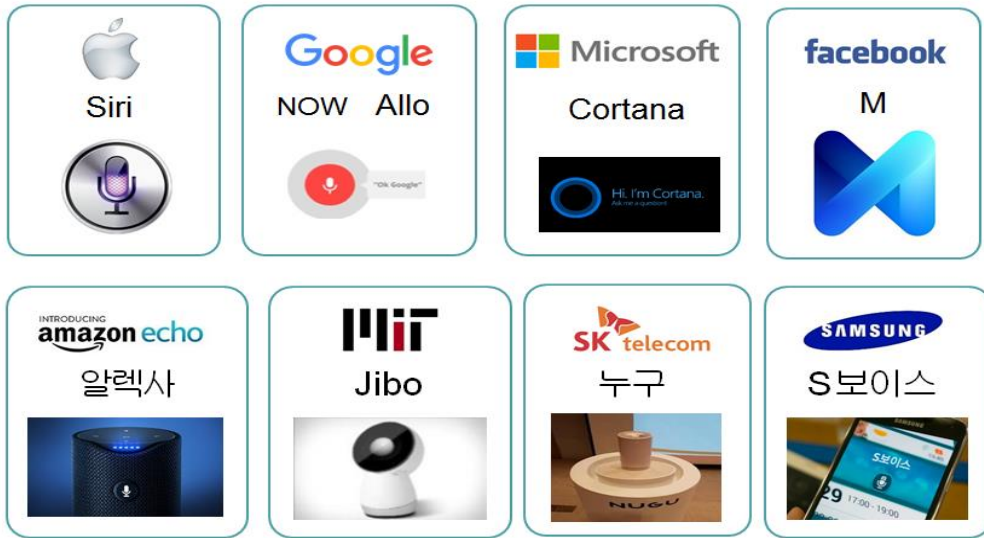 Siri
Google
NOW Allo
"Ok Google"
Microsoft
Cortana
Hi. I'm Cortana.
Ask me a question!
facebook
M
INTRODUCING
amazon echo
알렉사
MIT
Jibo
SK telecom
누구
NUGU
SAMSUNG
S보이스
SAMSUNG
S보이스
29 17:00 - 19:00